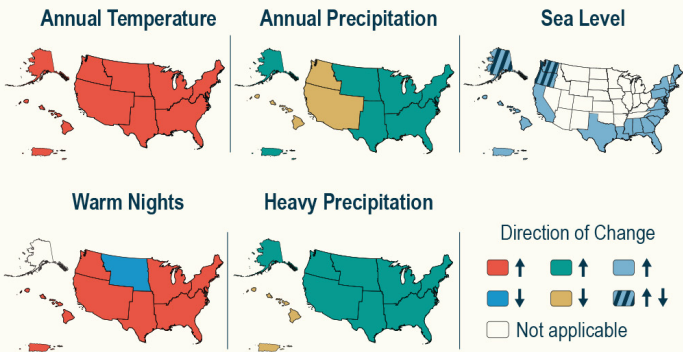 Annual Temperature
Annual Precipitation
Sea Level
Warm Nights
Heavy Precipitation
Direction of Change
↑ ↑ ↑
↓ ↓ ↑ ↓
Not applicable